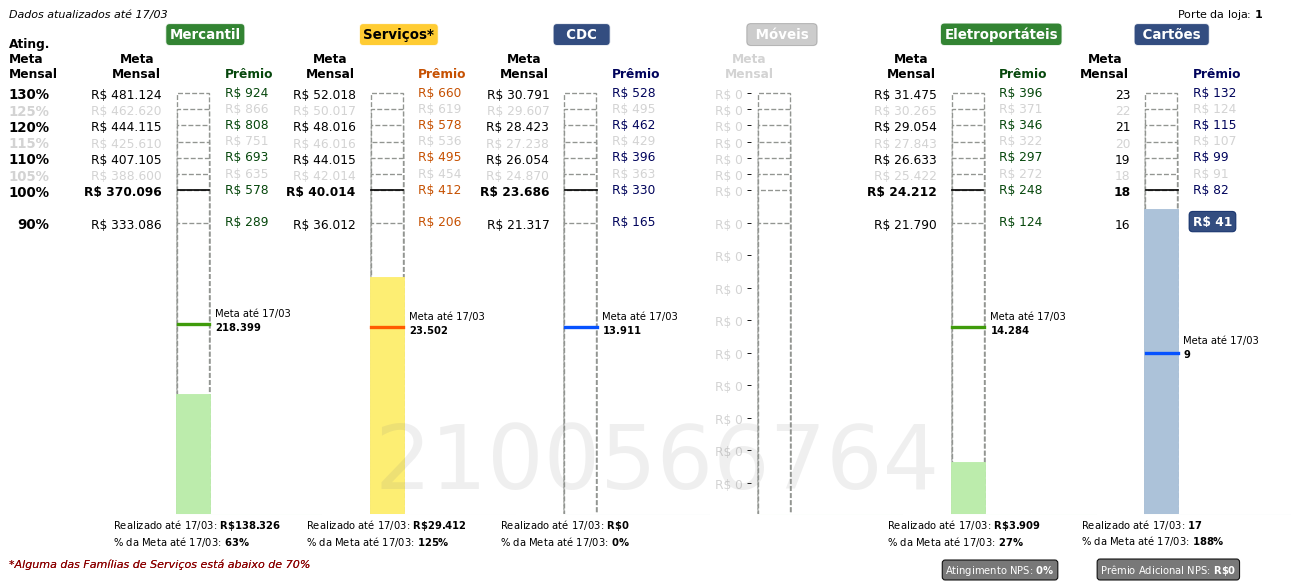 Dados atualizados até 17/03
Porte da loja: 1
Mercantil Serviços* CDC Móveis Eletroportáteis Cartões
Ating. Meta Mensal
Meta Mensal Prêmio Meta Mensal Prêmio Meta Mensal Prêmio Meta Mensal Meta Mensal Prêmio Meta Mensal Prêmio
130% R$ 481.124 R$ 924 R$ 52.018 R$ 660 R$ 30.791 R$ 528 R$ 0 R$ 31.475 R$ 396 23 R$ 132
125% R$ 462.620 R$ 866 R$ 50.017 R$ 619 R$ 29.607 R$ 495 R$ 0 R$ 30.265 R$ 371 22 R$ 124
120% R$ 444.115 R$ 808 R$ 48.016 R$ 578 R$ 28.423 R$ 462 R$ 0 R$ 29.054 R$ 346 21 R$ 115
115% R$ 425.610 R$ 751 R$ 46.016 R$ 536 R$ 27.238 R$ 429 R$ 0 R$ 27.843 R$ 322 20 R$ 107
110% R$ 407.105 R$ 693 R$ 44.015 R$ 495 R$ 26.054 R$ 396 R$ 0 R$ 26.633 R$ 297 19 R$ 99
105% R$ 388.600 R$ 635 R$ 42.014 R$ 454 R$ 24.870 R$ 363 R$ 0 R$ 25.422 R$ 272 18 R$ 91
100% R$ 370.096 R$ 578 R$ 40.014 R$ 412 R$ 23.686 R$ 330 R$ 0 R$ 24.212 R$ 248 18 R$ 82
90% R$ 333.086 R$ 289 R$ 36.012 R$ 206 R$ 21.317 R$ 165 R$ 0 R$ 21.790 R$ 124 16 R$ 41
R$ 0
R$ 0
R$ 0
R$ 0
R$ 0
R$ 0
R$ 0
R$ 0
Meta até 17/03
218.399
Meta até 17/03
23.502
Meta até 17/03
13.911
Meta até 17/03
14.284
Meta até 17/03
9
2100566764
Realizado até 17/03: R$138.326
% da Meta até 17/03: 63%
Realizado até 17/03: R$29.412
% da Meta até 17/03: 125%
Realizado até 17/03: R$0
% da Meta até 17/03: 0%
Realizado até 17/03: R$3.909
% da Meta até 17/03: 27%
Realizado até 17/03: 17
% da Meta até 17/03: 188%
*Alguma das Famílias de Serviços está abaixo de 70%
Atingimento NPS: 0%
Prêmio Adicional NPS: R$0